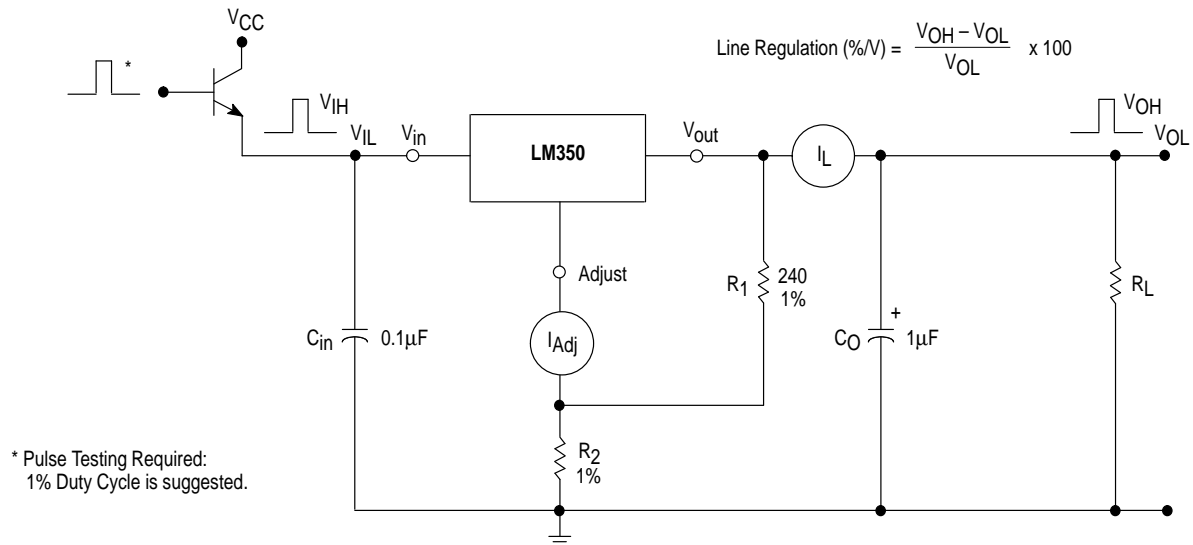 VCC
Line Regulation (%/V) = VOH – VOL / VOL x 100
*
VIH
VIL
Vin
LM350
Vout
IL
VOH
VOL
Adjust
R1
240
1%
RL
Cin
0.1µF
IAdj
CO
+
1µF
R2
1%
* Pulse Testing Required:
1% Duty Cycle is suggested.